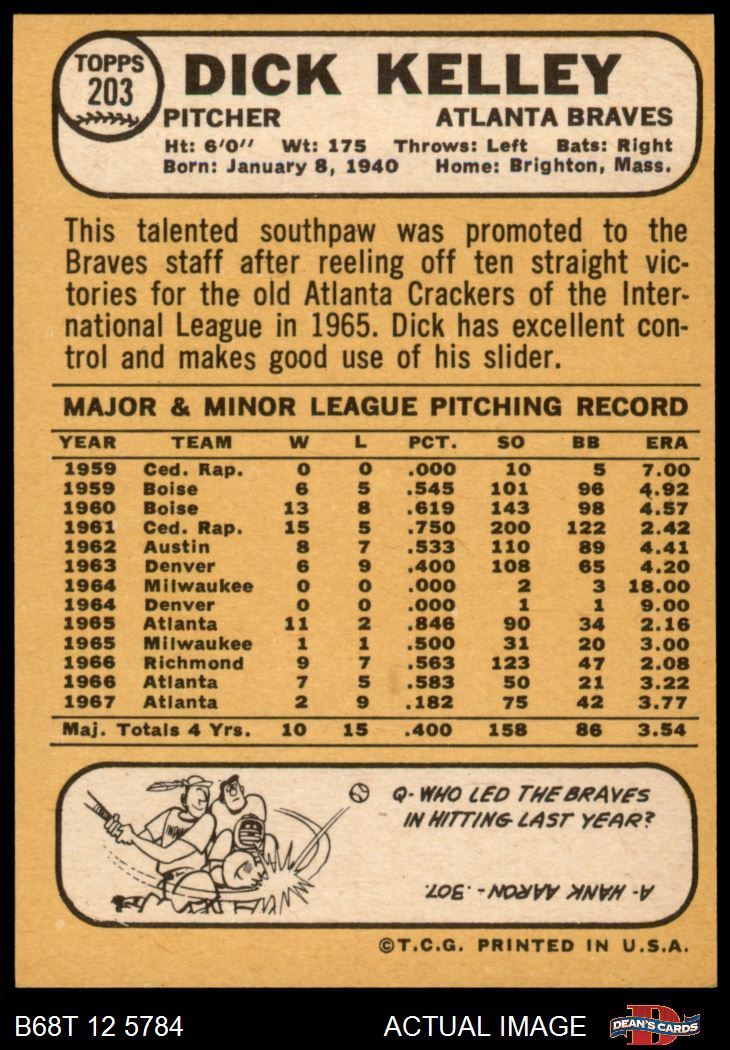 TOPPS
203
DICK KELLEY
PITCHER ATLANTA BRAVES
Ht: 6'0" Wt: 175 Throws: Left Bats: Right
Born: January 8, 1940 Home: Brighton, Mass.
This talented southpaw was promoted to the
Braves staff after reeling off ten straight vic-
tories for the old Atlanta Crackers of the Inter-
national League in 1965. Dick has excellent con-
trol and makes good use of his slider.
MAJOR & MINOR LEAGUE PITCHING RECORD
YEAR TEAM W L PCT. SO BB ERA
1959 Ced. Rap. 0 0 .000 10 5 7.00
1959 Boise 6 5 .545 101 96 4.92
1960 Boise 13 8 .619 143 98 4.57
1961 Ced. Rap. 15 5 .750 200 122 2.42
1962 Austin 8 7 .533 110 89 4.41
1963 Denver 6 9 .400 108 65 4.20
1964 Milwaukee 0 0 .000 2 3 18.00
1964 Denver 0 0 .000 1 1 9.00
1965 Atlanta 11 2 .846 90 34 2.16
1965 Milwaukee 1 1 .500 31 20 3.00
1966 Richmond 9 7 .563 123 47 2.08
1966 Atlanta 7 5 .583 50 21 3.22
1967 Atlanta 2 9 .182 75 42 3.77
Maj. Totals 4 Yrs. 10 15 .400 158 86 3.54
Q- WHO LED THE BRAVES
IN HITTING LAST YEAR?
A- HANK AARON - .307.
©T.C.G. PRINTED IN U.S.A.
B68T 12 5784 ACTUAL IMAGE DEAN'S CARDS